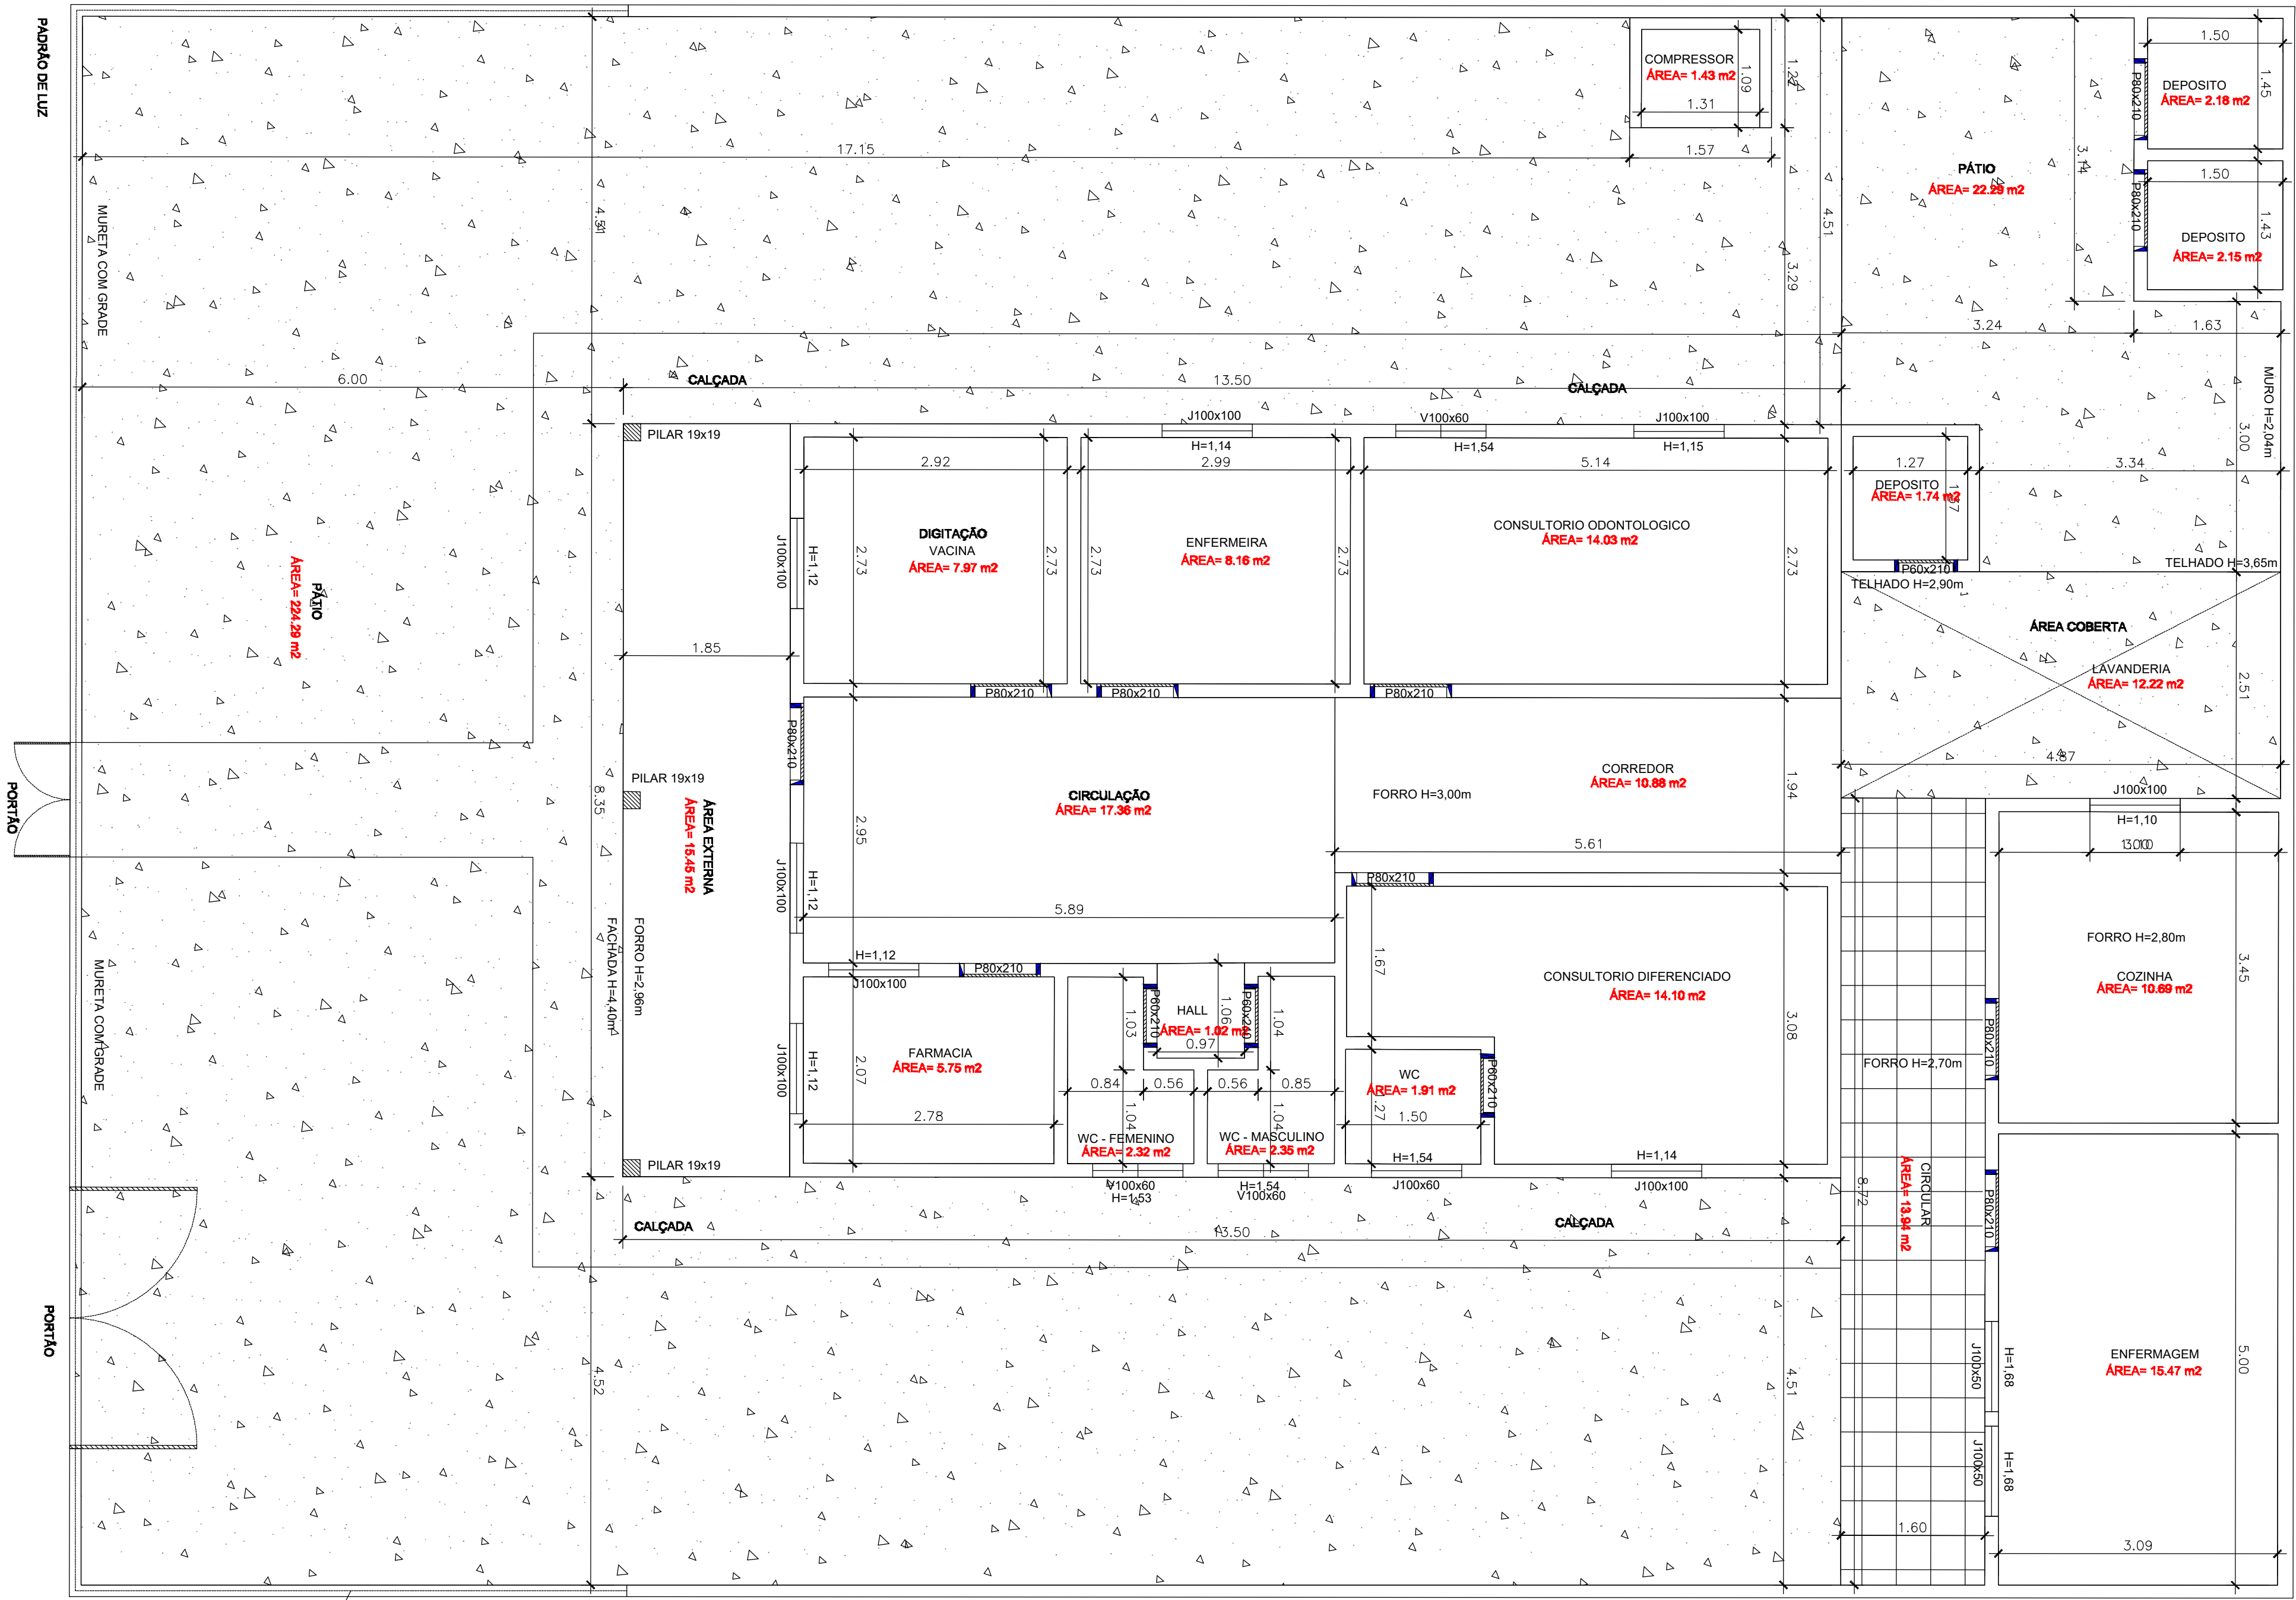 PADRÃO DE LUZ
MURETA COM GRADE
17.15
4.51
6.00
COMPRESSOR
ÁREA= 1.43 m2
1.09
1.31
1.57
1.22
4.51
3.29
PÁTIO
ÁREA= 22.29 m2
3.14
P80x210
P80x210
1.50
DEPOSITO
ÁREA= 2.18 m2
1.45
1.50
DEPOSITO
ÁREA= 2.15 m2
1.43
3.24
1.63
MURO H=2,04m
3.00
CALÇADA
13.50
CALÇADA
J100x100
H=1,14
V100x60
H=1,54
J100x100
H=1,15
PILAR 19x19
2.92
2.99
5.14
1.27
3.34
DEPOSITO
ÁREA= 1.74 m2
P60x210
TELHADO H=3,65m
TELHADO H=2,90m
DIGITAÇÃO
VACINA
ÁREA= 7.97 m2
2.73
2.73
ENFERMEIRA
ÁREA= 8.16 m2
2.73
2.73
CONSULTORIO ODONTOLOGICO
ÁREA= 14.03 m2
2.73
J100x100
H=1,12
1.85
P80x210
P80x210
P80x210
ÁREA COBERTA
LAVANDERIA
ÁREA= 12.22 m2
2.51
4.87
PÁTIO
ÁREA= 224.29 m2
PORTÃO
8.35
PILAR 19x19
ÁREA EXTERNA
ÁREA= 15.45 m2
P80x210
CIRCULAÇÃO
ÁREA= 17.36 m2
2.95
5.89
FORRO H=3,00m
CORREDOR
ÁREA= 10.88 m2
1.94
5.61
J100x100
H=1,12
J100x100
H=1,10
FORRO H=2,80m
COZINHA
ÁREA= 10.69 m2
3.45
P80x210
MURETA COM GRADE
FACHADA H=4,40m
FORRO H=2,96m
H=1,12
J100x100
P80x210
P80x210
J100x100
H=1,12
FARMACIA
ÁREA= 5.75 m2
2.07
2.78
HALL
ÁREA= 1.02 m2
P60x210
P60x210
1.06
0.97
1.03
1.04
0.84
0.56
0.56
0.85
1.04
1.04
WC - FEMENINO
ÁREA= 2.32 m2
WC - MASCULINO
ÁREA= 2.35 m2
V100x60
H=1,53
H=1,54
V100x60
1.67
CONSULTORIO DIFERENCIADO
ÁREA= 14.10 m2
3.08
WC
ÁREA= 1.91 m2
1.27
1.50
P60x210
H=1,54
J100x60
H=1,14
J100x100
FORRO H=2,70m
CIRCULAR
ÁREA= 13.94 m2
8.72
P80x210
PILAR 19x19
CALÇADA
13.50
CALÇADA
PORTÃO
4.52
4.51
J100x50
H=1,68
J100x50
H=1,68
ENFERMAGEM
ÁREA= 15.47 m2
5.00
1.60
3.09